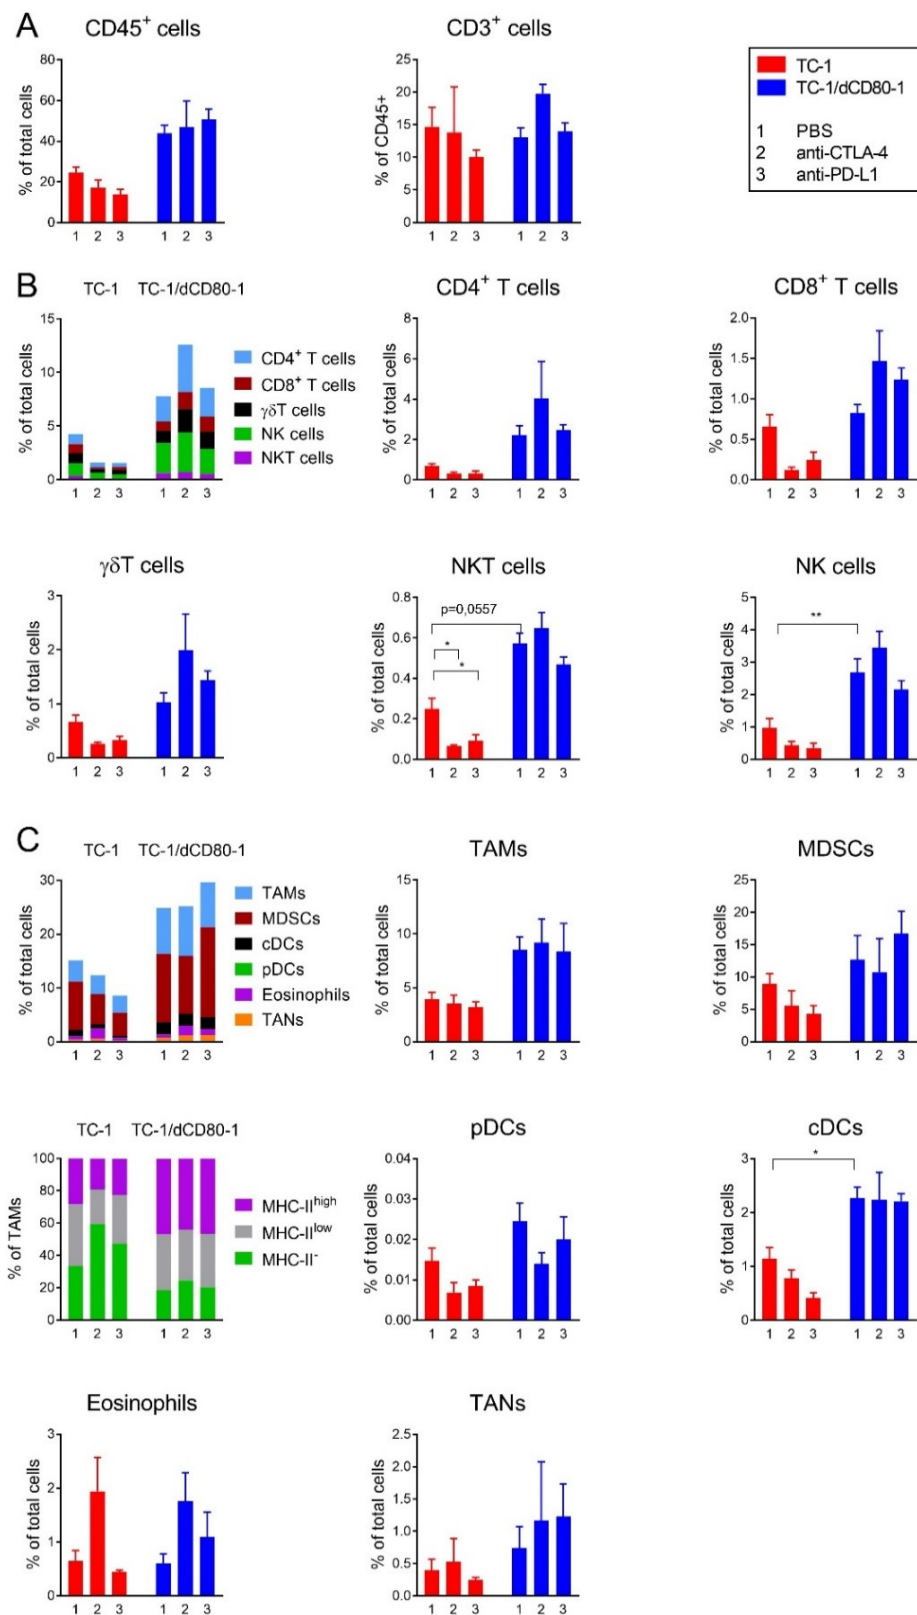 A
CD45⁺ cells
% of total cells
80
60
40
20
0
1 2 3 1 2 3
CD3⁺ cells
% of CD45+
25
20
15
10
5
0
1 2 3 1 2 3
TC-1
TC-1/dCD80-1
1 PBS
2 anti-CTLA-4
3 anti-PD-L1
B
TC-1 TC-1/dCD80-1
% of total cells
15
10
5
0
1 2 3 1 2 3
CD4⁺ T cells
CD8⁺ T cells
γδT cells
NK cells
NKT cells
CD4⁺ T cells
% of total cells
8
6
4
2
0
1 2 3 1 2 3
CD8⁺ T cells
% of total cells
2.0
1.5
1.0
0.5
0.0
1 2 3 1 2 3
γδT cells
% of total cells
3
2
1
0
1 2 3 1 2 3
NKT cells
% of total cells
0.8
0.6
0.4
0.2
0.0
p=0,0557
*
*
1 2 3 1 2 3
NK cells
% of total cells
5
4
3
2
1
0
**
1 2 3 1 2 3
C
TC-1 TC-1/dCD80-1
% of total cells
30
20
10
0
1 2 3 1 2 3
TAMs
MDSCs
cDCs
pDCs
Eosinophils
TANs
TAMs
% of total cells
15
10
5
0
1 2 3 1 2 3
MDSCs
% of total cells
25
20
15
10
5
0
1 2 3 1 2 3
TC-1 TC-1/dCD80-1
% of TAMs
100
80
60
40
20
0
1 2 3 1 2 3
MHC-II^high
MHC-II^low
MHC-II⁻
pDCs
% of total cells
0.04
0.03
0.02
0.01
0.00
1 2 3 1 2 3
cDCs
% of total cells
3
2
1
0
*
1 2 3 1 2 3
Eosinophils
% of total cells
3
2
1
0
1 2 3 1 2 3
TANs
% of total cells
2.5
2.0
1.5
1.0
0.5
0.0
1 2 3 1 2 3